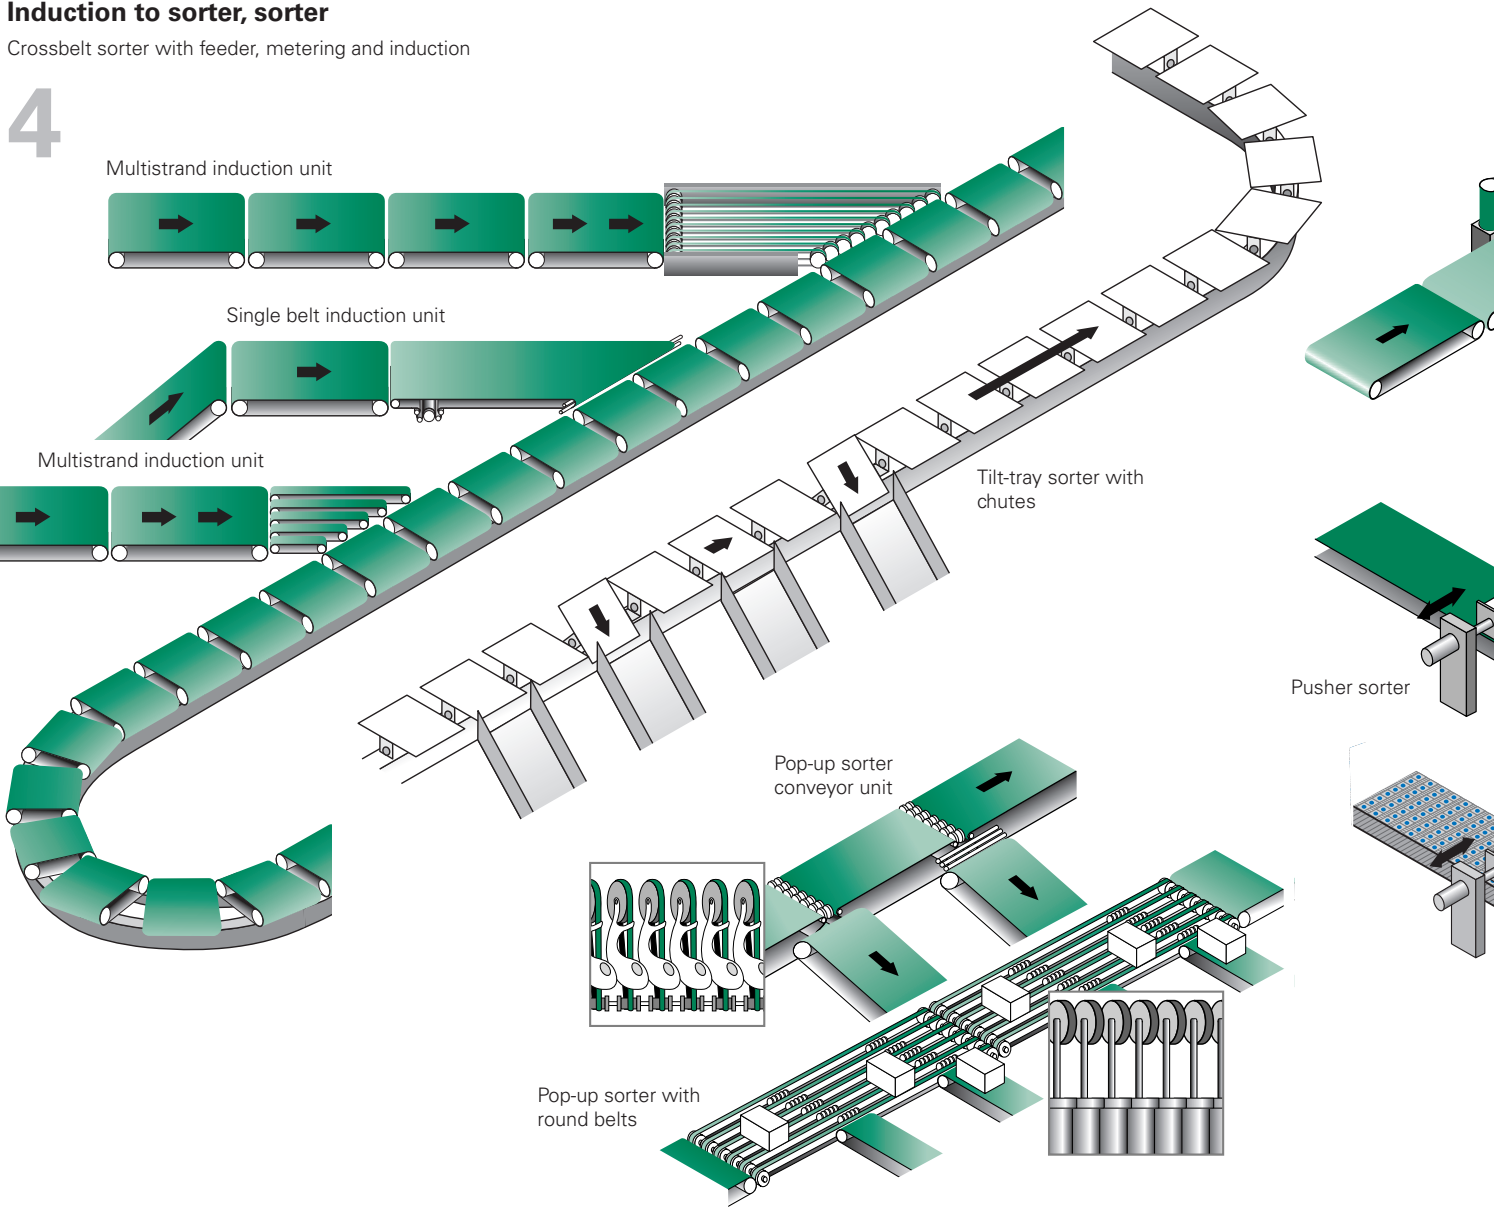 Induction to sorter, sorter
Crossbelt sorter with feeder, metering and induction
4
Multistrand induction unit
Single belt induction unit
Multistrand induction unit
Tilt-tray sorter with
chutes
Pusher sorter
Pop-up sorter
conveyor unit
Pop-up sorter with
round belts